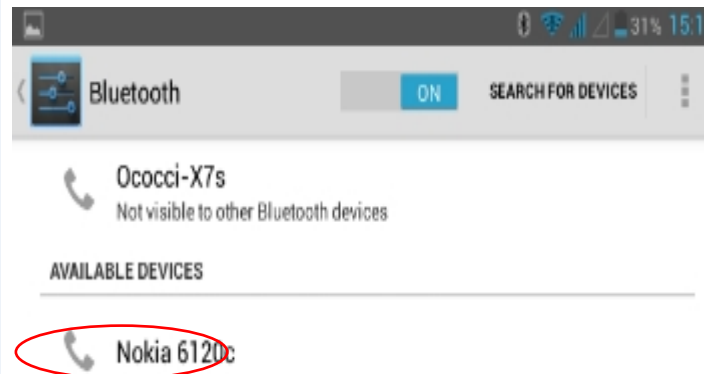 31% 15:1
Bluetooth ON SEARCH FOR DEVICES
Ococci-X7s
Not visible to other Bluetooth devices
AVAILABLE DEVICES
Nokia 6120c